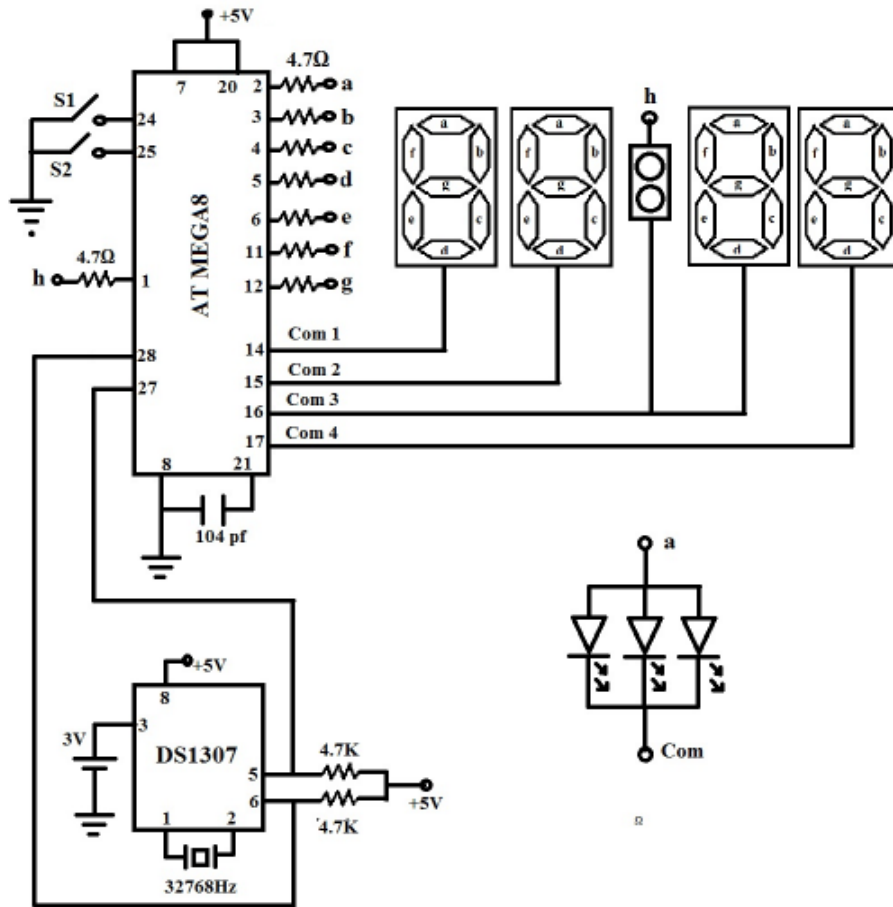 +5V
4.7Ω
7 20 2 a
S1
24
3 b
4 c
S2
25
5 d
6 e
11 f
12 g
4.7Ω
h
1
AT MEGA8
h
a
f b
g
e c
d
a
f b
g
e c
d
a
f b
g
e c
d
a
f b
g
e c
d
28
27
Com 1
14
Com 2
15
Com 3
16
Com 4
17
8 21
104 pf
a
Com
+5V
8
3
3V
DS1307
5
6
4.7K
4.7K
+5V
1 2
32768Hz
Ω